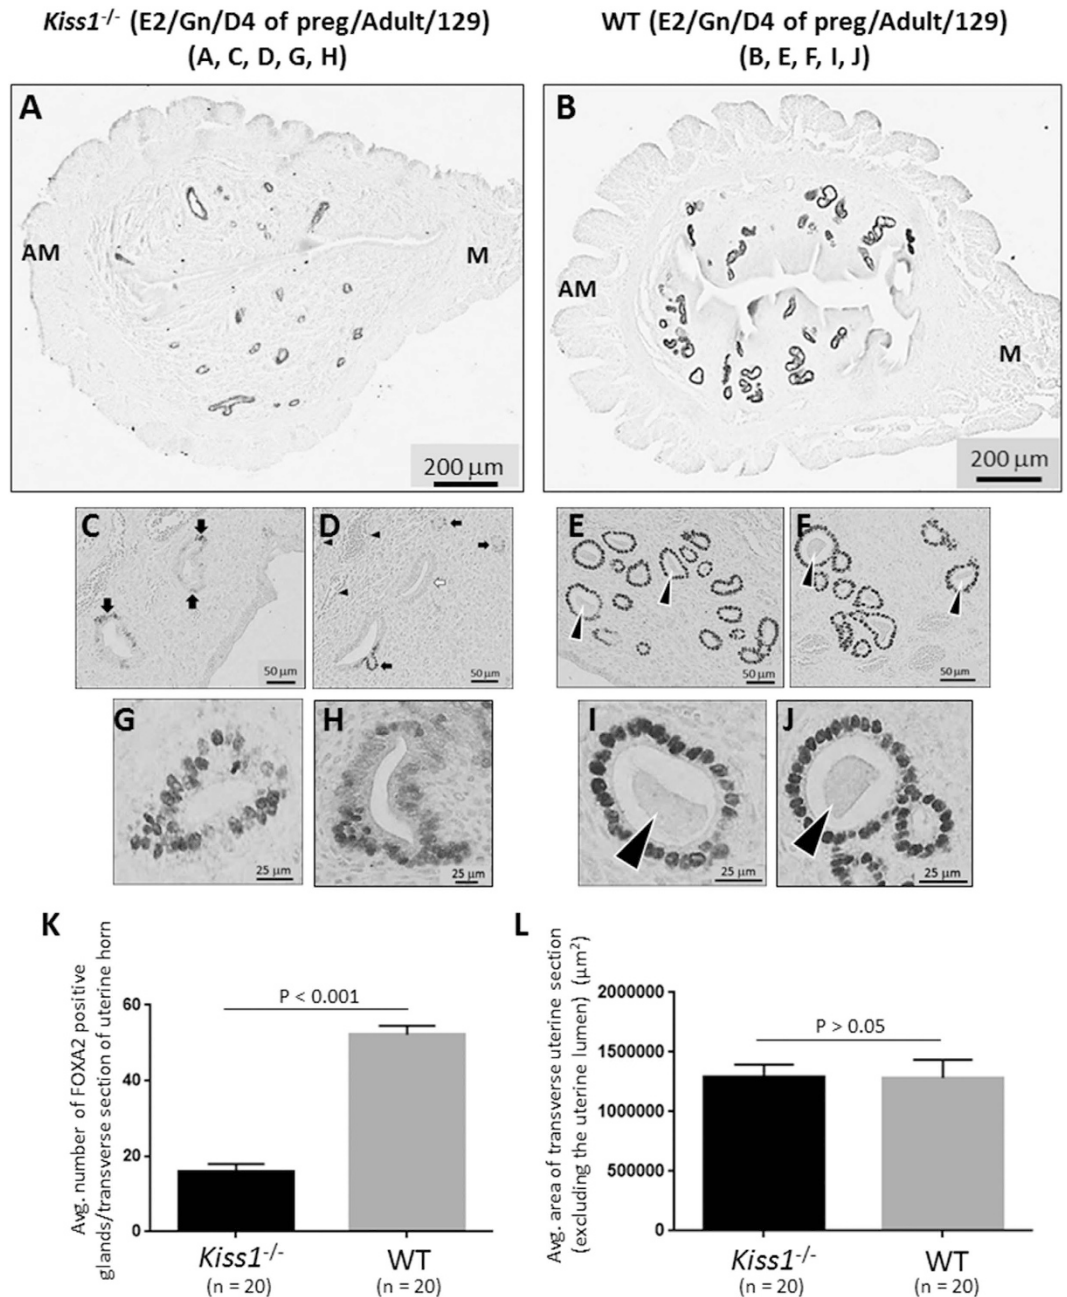 Kiss1-/- (E2/Gn/D4 of preg/Adult/129)
(A, C, D, G, H)
WT (E2/Gn/D4 of preg/Adult/129)
(B, E, F, I, J)
A
AM
M
200 µm
B
AM
M
200 µm
C
50 µm
D
50 µm
E
50 µm
F
50 µm
G
25 µm
H
25 µm
I
25 µm
J
25 µm
K
Avg. number of FOXA2 positive
glands/transverse section of uterine horn
60
40
20
0
P < 0.001
Kiss1-/-
(n = 20)
WT
(n = 20)
L
Avg. area of transverse uterine section
(excluding the uterine lumen) (µm2)
2000000
1500000
1000000
500000
0
P > 0.05
Kiss1-/-
(n = 20)
WT
(n = 20)